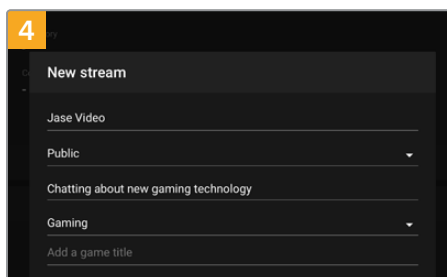 4
New stream
Jase Video
Public
Chatting about new gaming technology
Gaming
Add a game title